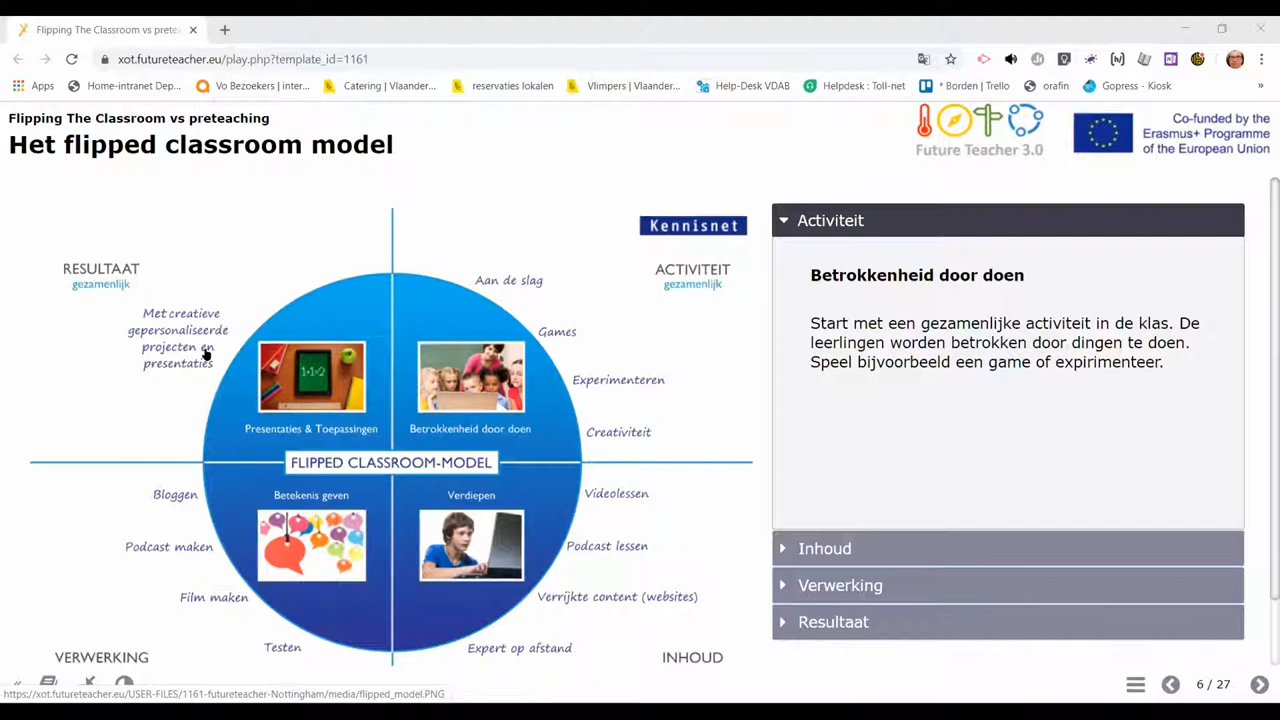 Flipping The Classroom vs prete
xot.futureteacher.eu/play.php?template_id=1161
Apps
Home-intranet Dep...
Vo Bezoekers | inter...
Catering | Vlaander...
reservaties lokalen
Vlimpers | Vlaander...
Help-Desk VDAB
Helpdesk : Toll-net
* Borden | Trello
orafin
Gopress - Kiosk
»
Flipping The Classroom vs preteaching
Het flipped classroom model
Future Teacher 3.0
Co-funded by the
Erasmus+ Programme
of the European Union
Kennisnet
RESULTAAT
gezamenlijk
ACTIVITEIT
gezamenlijk
Met creatieve
gepersonaliseerde
projecten en
presentaties
Aan de slag
Games
Experimenteren
Creativiteit
1+1=2
Presentaties & Toepassingen
Betrokkenheid door doen
FLIPPED CLASSROOM-MODEL
Betekenis geven
Verdiepen
Bloggen
Podcast maken
Film maken
Testen
Videolessen
Podcast lessen
Verrijkte content (websites)
Expert op afstand
VERWERKING
INHOUD
Activiteit
Betrokkenheid door doen
Start met een gezamenlijke activiteit in de klas. De
leerlingen worden betrokken door dingen te doen.
Speel bijvoorbeeld een game of expirimenteer.
Inhoud
Verwerking
Resultaat
https://xot.futureteacher.eu/USER-FILES/1161-futureteacher-Nottingham/media/flipped_model.PNG
6 / 27